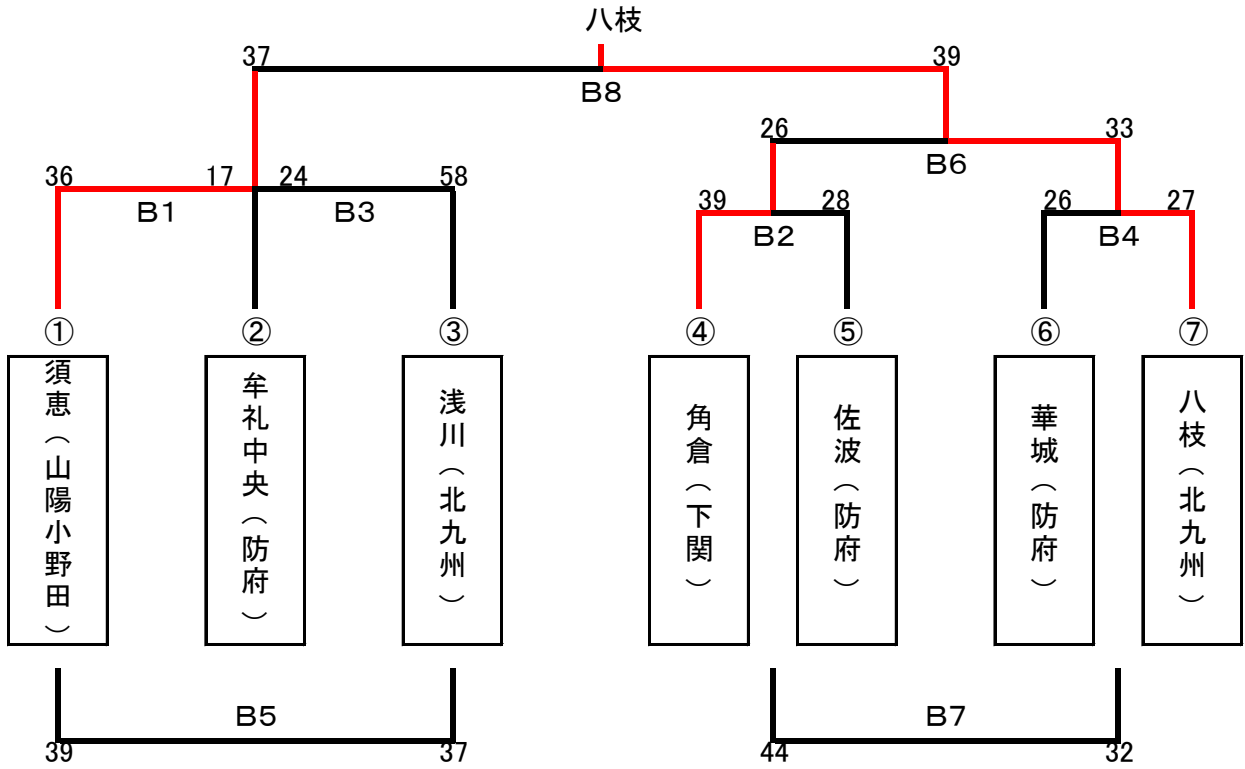 八枝
37 39
B8
26 33
B6
36 17 24 58
B1 B3
39 28 26 27
B2 B4
① ② ③ ④ ⑤ ⑥ ⑦
須恵（山陽小野田）
牟礼中央（防府）
浅川（北九州）
角倉（下関）
佐波（防府）
華城（防府）
八枝（北九州）
B5 B7
39 37 44 32